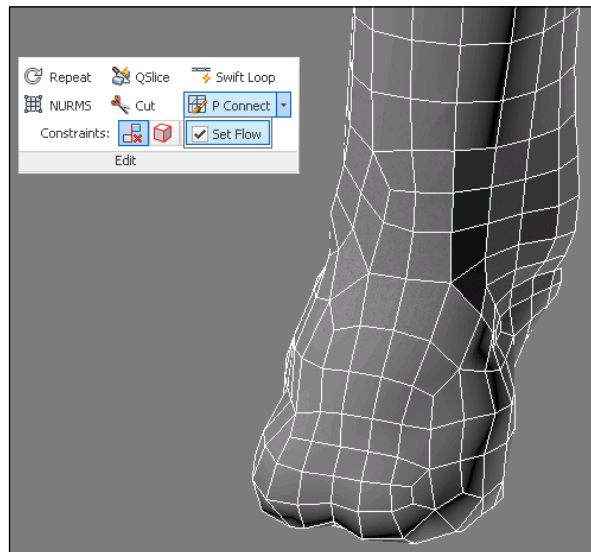 Repeat QSlice Swift Loop
NURMS Cut P Connect
Constraints: Set Flow
Edit